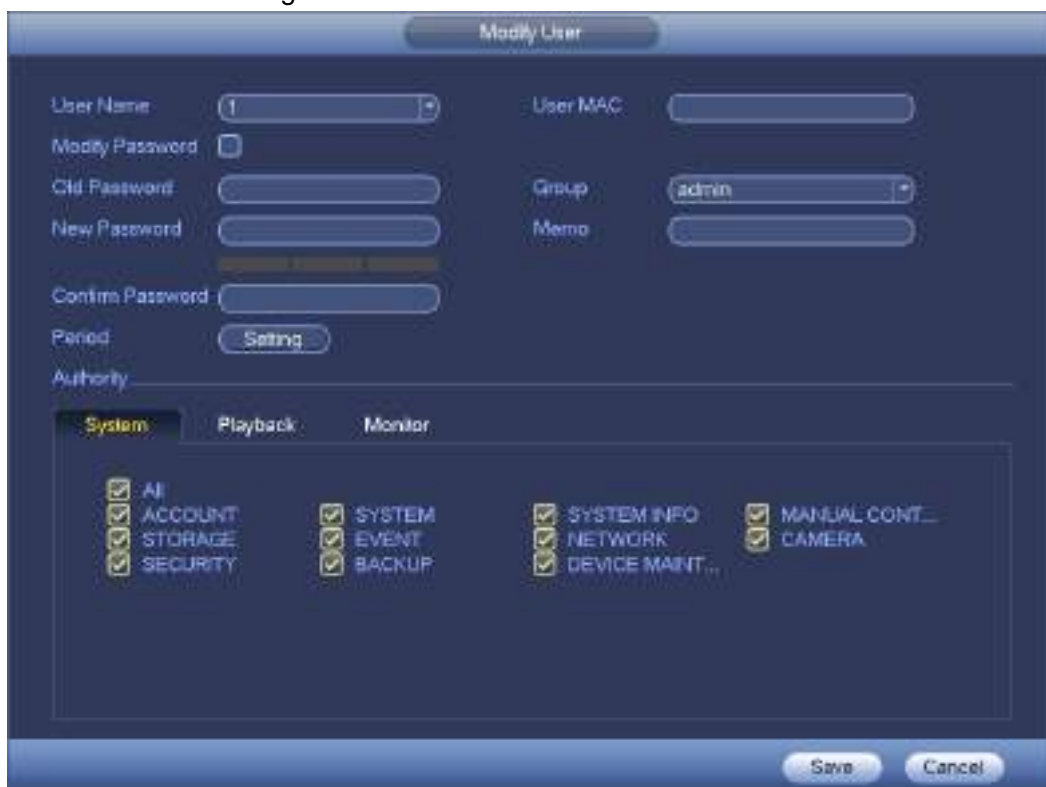 g
Modify User
User Name 1 User MAC
Modify Password
Old Password Group admin
New Password Memo
Confirm Password
Period Setting
Authority
System Playback Monitor
All
ACCOUNT SYSTEM SYSTEM INFO MANUAL CONT...
STORAGE EVENT NETWORK CAMERA
SECURITY BACKUP DEVICE MAINT...
Save Cancel